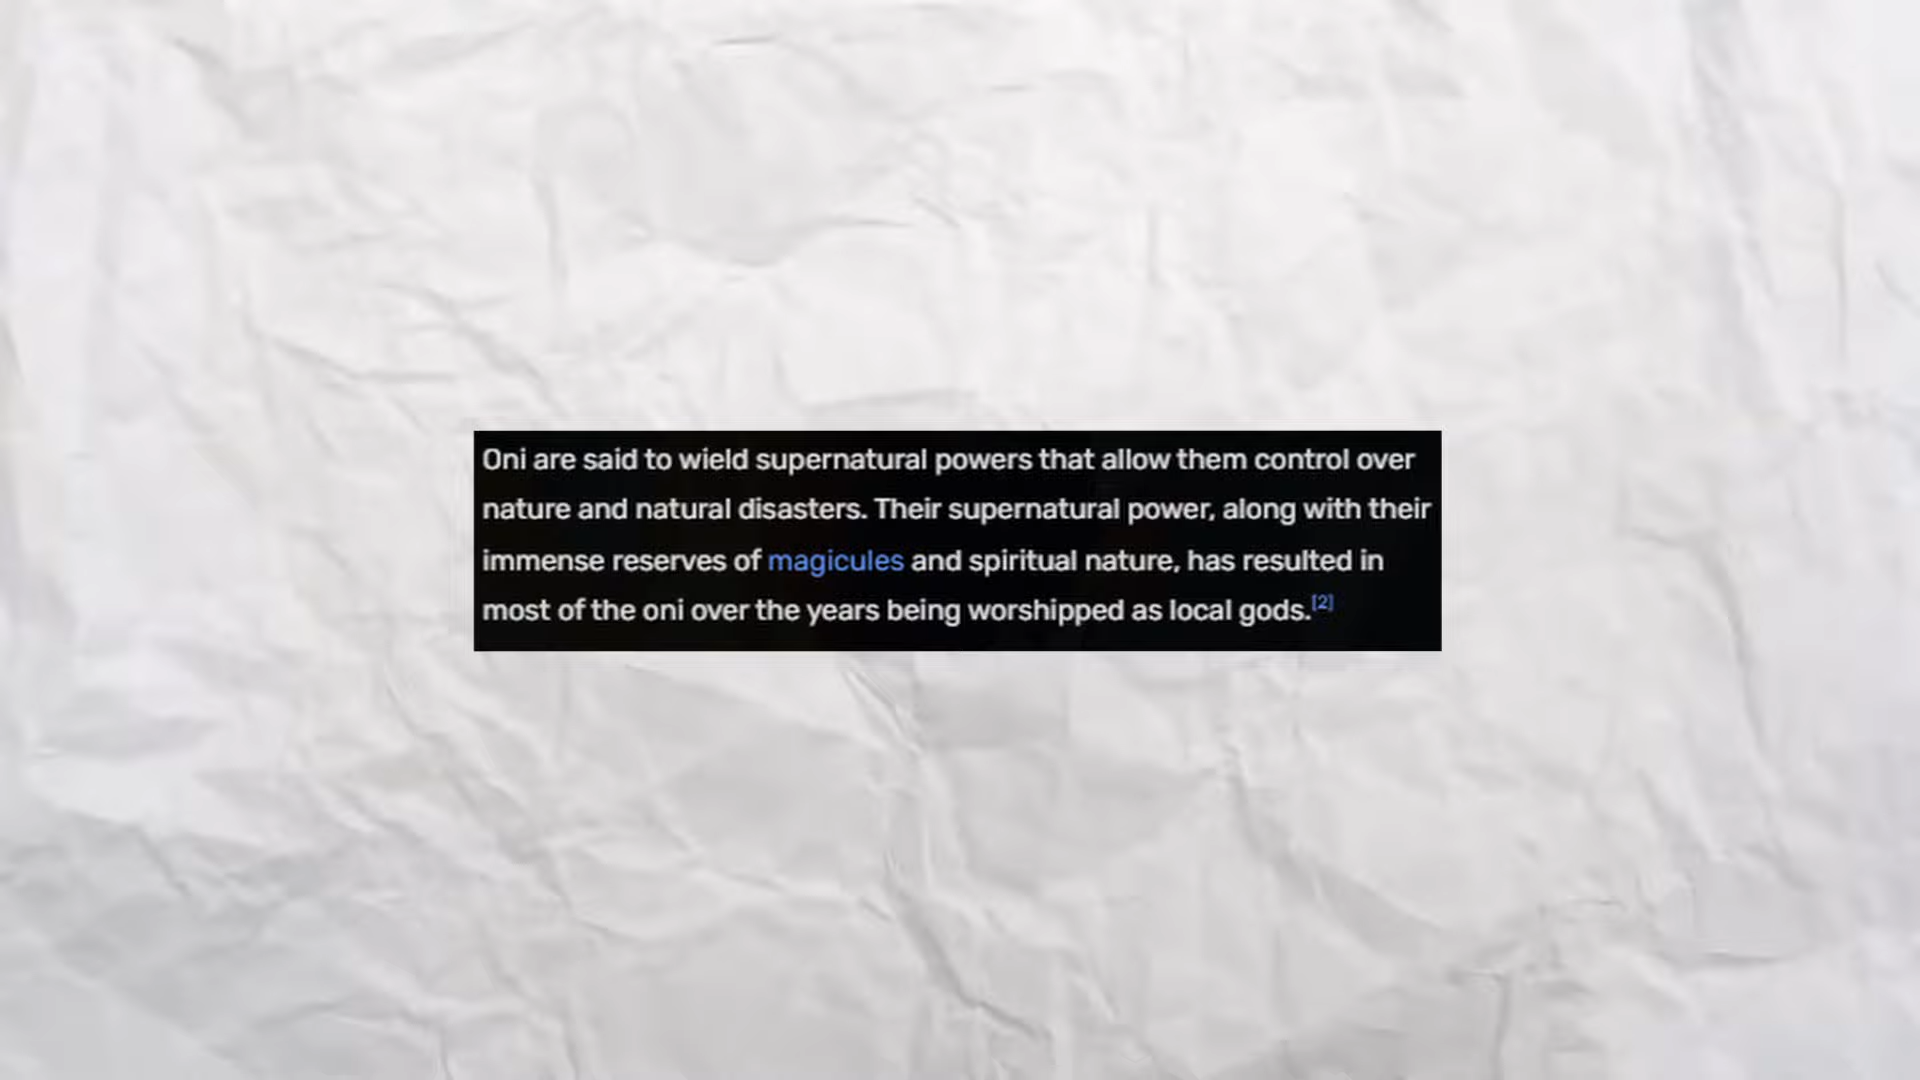 Oni are said to wield supernatural powers that allow them control over
nature and natural disasters. Their supernatural power, along with their
immense reserves of magicules and spiritual nature, has resulted in
most of the oni over the years being worshipped as local gods.[2]